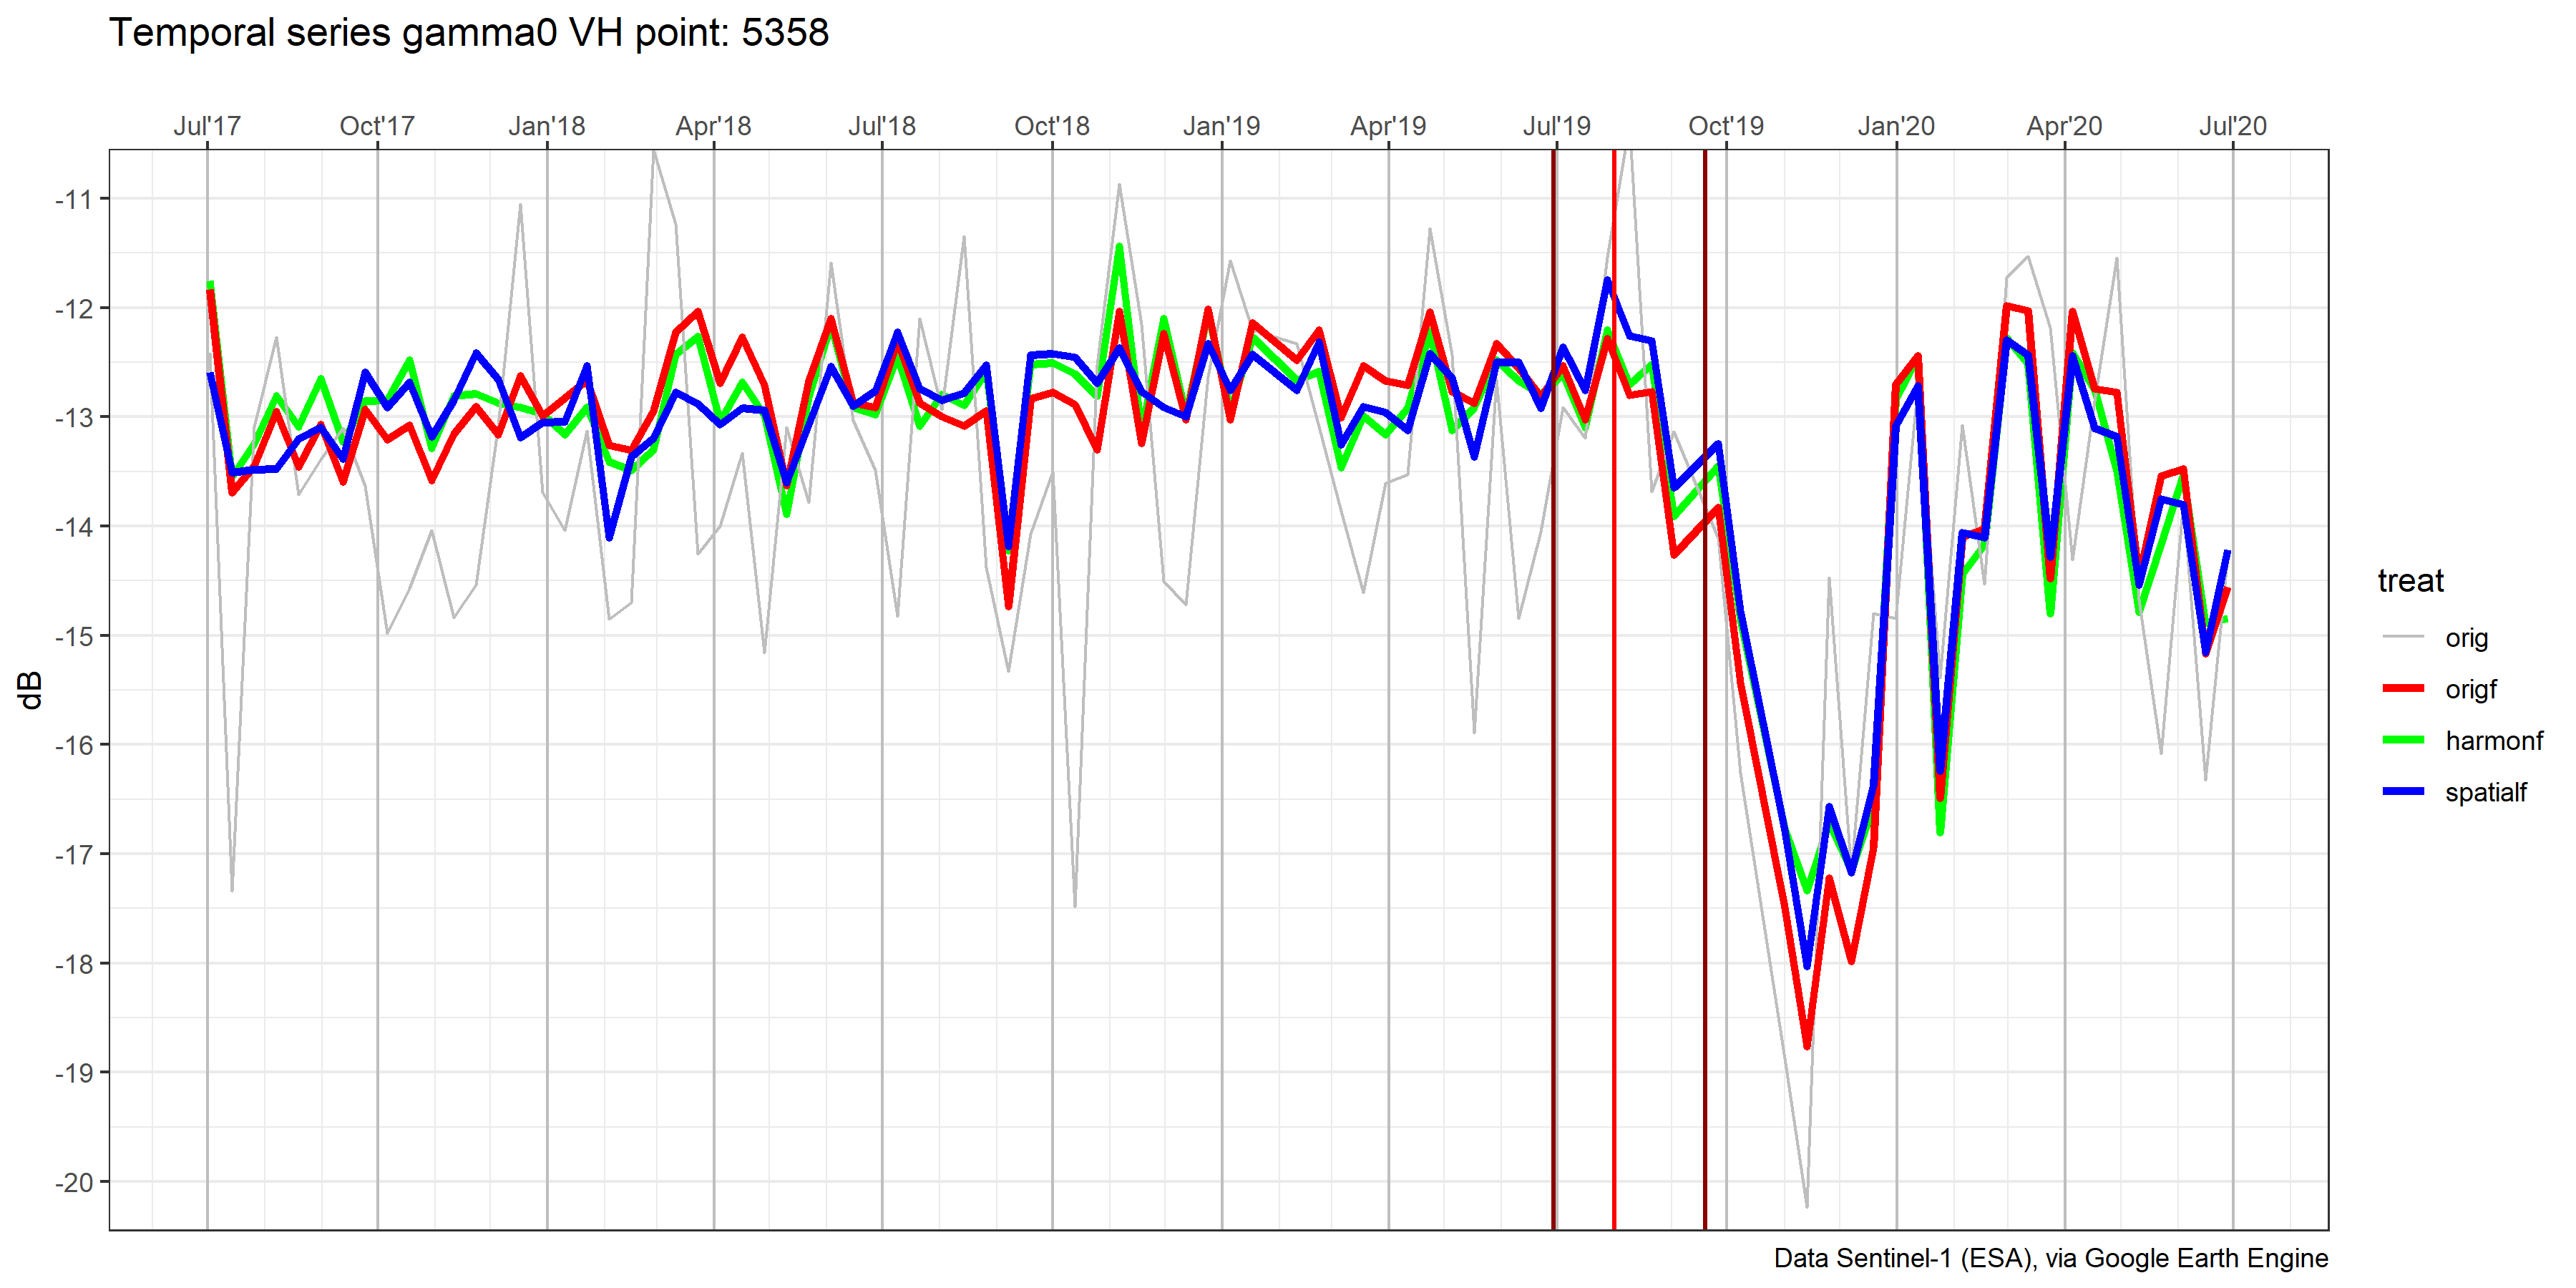 Temporal series gamma0 VH point: 5358
Jul'17 Oct'17 Jan'18 Apr'18 Jul'18 Oct'18 Jan'19 Apr'19 Jul'19 Oct'19 Jan'20 Apr'20 Jul'20
-11
-12
-13
-14
-15
-16
-17
-18
-19
-20
dB
treat
orig
origf
harmonf
spatialf
Data Sentinel-1 (ESA), via Google Earth Engine